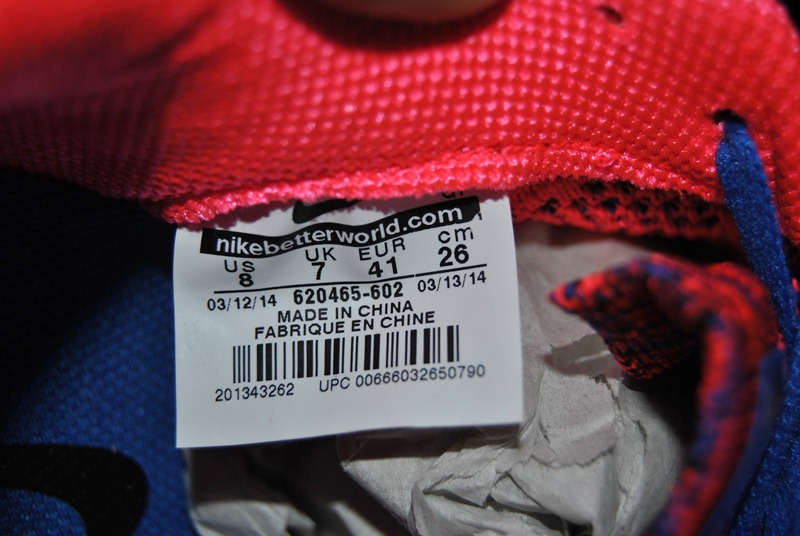 nikebetterworld.com
US UK EUR cm
8 7 41 26
03/12/14 620465-602 03/13/14
MADE IN CHINA
FABRIQUE EN CHINE
201343262 UPC 00666032650790